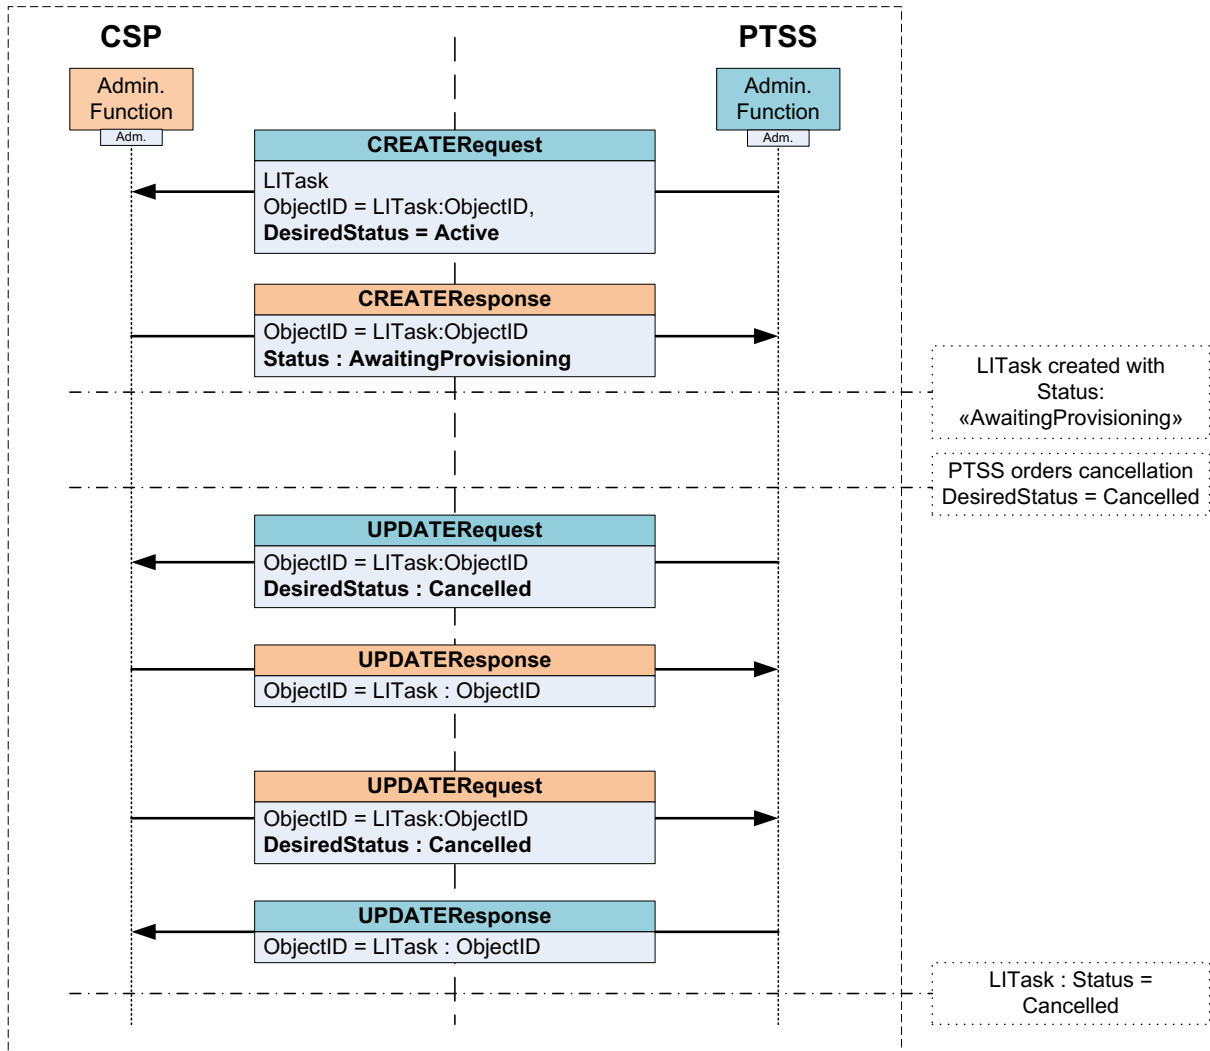 CSP
PTSS
Admin.
Function
Adm.
Admin.
Function
Adm.
CREATERequest
LITask
ObjectID = LITask:ObjectID,
DesiredStatus = Active
CREATEResponse
ObjectID = LITask:ObjectID
Status : AwaitingProvisioning
LITask created with
Status:
«AwaitingProvisioning»
PTSS orders cancellation
DesiredStatus = Cancelled
UPDATERequest
ObjectID = LITask:ObjectID
DesiredStatus : Cancelled
UPDATEResponse
ObjectID = LITask : ObjectID
UPDATERequest
ObjectID = LITask:ObjectID
DesiredStatus : Cancelled
UPDATEResponse
ObjectID = LITask : ObjectID
LITask : Status =
Cancelled